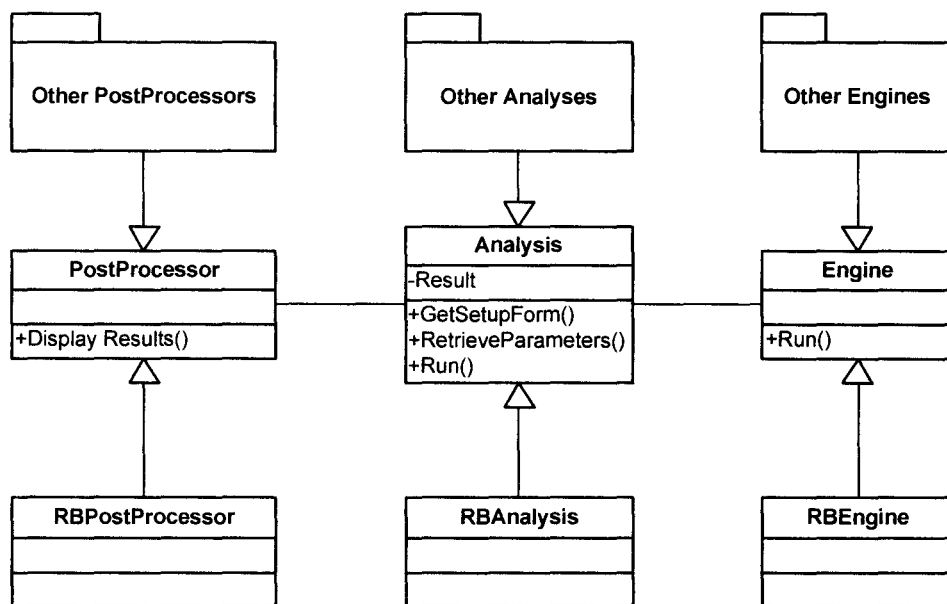 Other PostProcessors
Other Analyses
Other Engines
PostProcessor
+Display Results()
Analysis
-Result
+GetSetupForm()
+RetrieveParameters()
+Run()
Engine
+Run()
RBPostProcessor
RBAnalysis
RBEngine